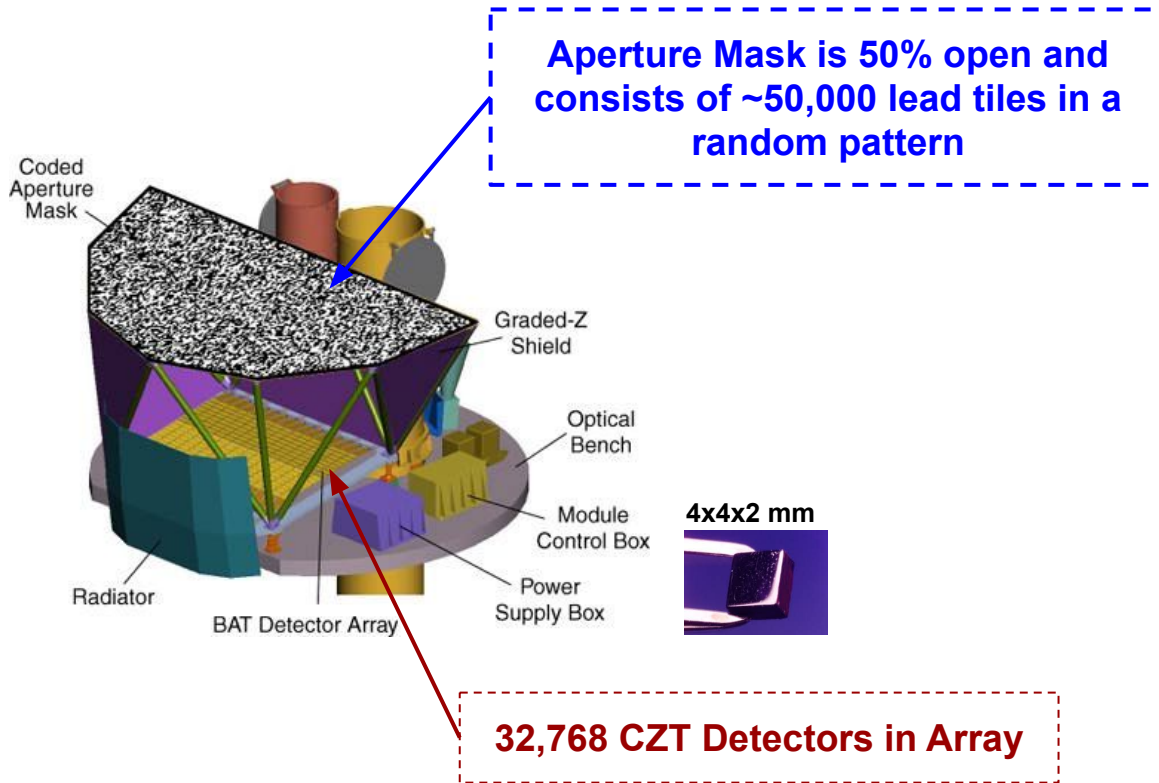 Aperture Mask is 50% open and
consists of ~50,000 lead tiles in a
random pattern
Coded
Aperture
Mask
Graded-Z
Shield
Optical
Bench
4x4x2 mm
Module
Control Box
Radiator
Power
Supply Box
BAT Detector Array
32,768 CZT Detectors in Array